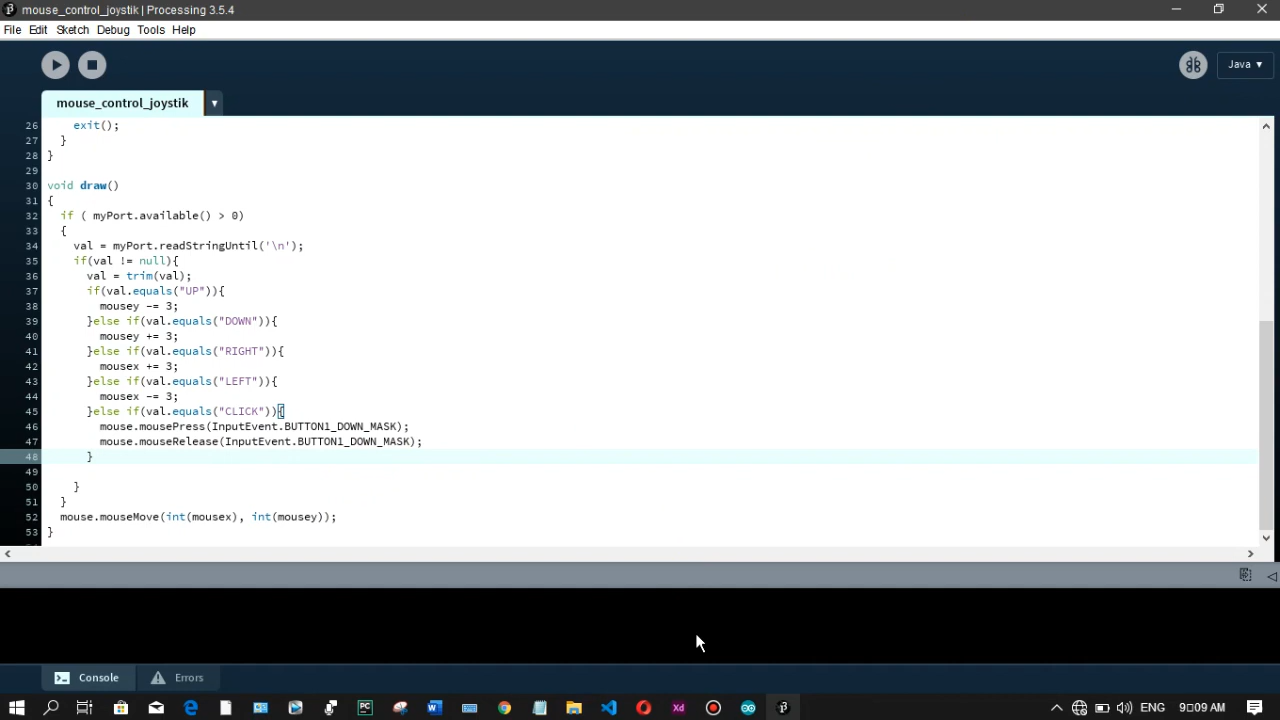 mouse_control_joystik | Processing 3.5.4
File Edit Sketch Debug Tools Help
Java ▾
mouse_control_joystik ▾
26     exit();
27   }
28 }
29
30 void draw()
31 {
32   if ( myPort.available() > 0)
33   {
34     val = myPort.readStringUntil('\n');
35     if(val != null){
36       val = trim(val);
37       if(val.equals("UP")){
38         mousey -= 3;
39       }else if(val.equals("DOWN")){
40         mousey += 3;
41       }else if(val.equals("RIGHT")){
42         mousex += 3;
43       }else if(val.equals("LEFT")){
44         mousex -= 3;
45       }else if(val.equals("CLICK")){
46         mouse.mousePress(InputEvent.BUTTON1_DOWN_MASK);
47         mouse.mouseRelease(InputEvent.BUTTON1_DOWN_MASK);
48       }
49
50     }
51   }
52   mouse.mouseMove(int(mousex), int(mousey));
53 }
Console Errors
PC W Xd ENG 9:09 AM